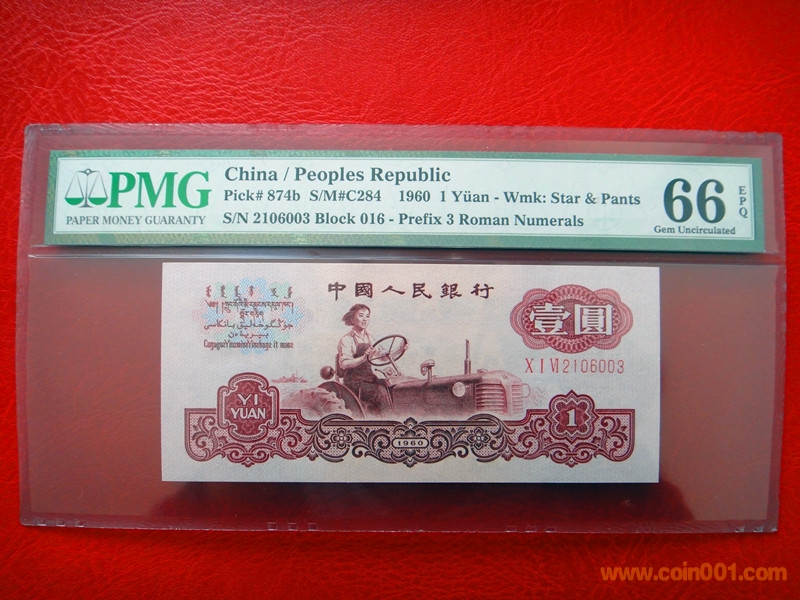 PMG
PAPER MONEY GUARANTY
China / Peoples Republic
Pick# 874b S/M#C284 1960 1 Yüan - Wmk: Star & Pants
S/N 2106003 Block 016 - Prefix 3 Roman Numerals
66 EPQ
Gem Uncirculated
中國人民銀行
壹圓
X I VI 2106003
YI
YUAN
1960
1
www.coin001.com